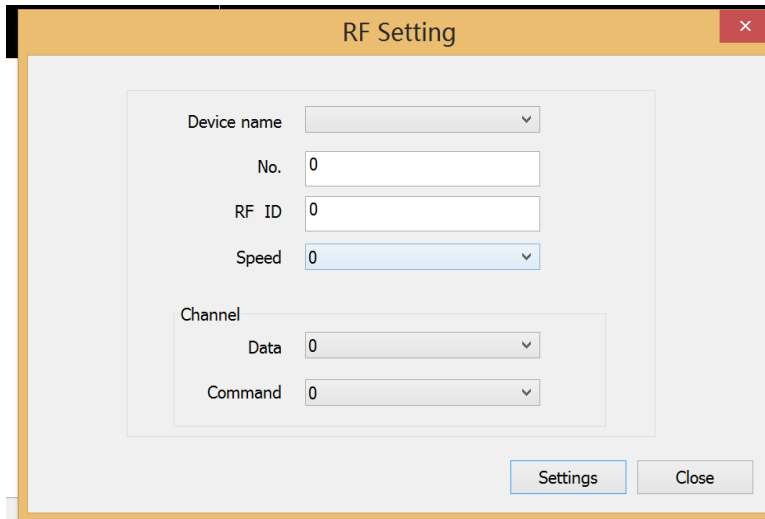 RF Setting
Device name
No. 0
RF ID 0
Speed 0
Channel
Data 0
Command 0
Settings Close